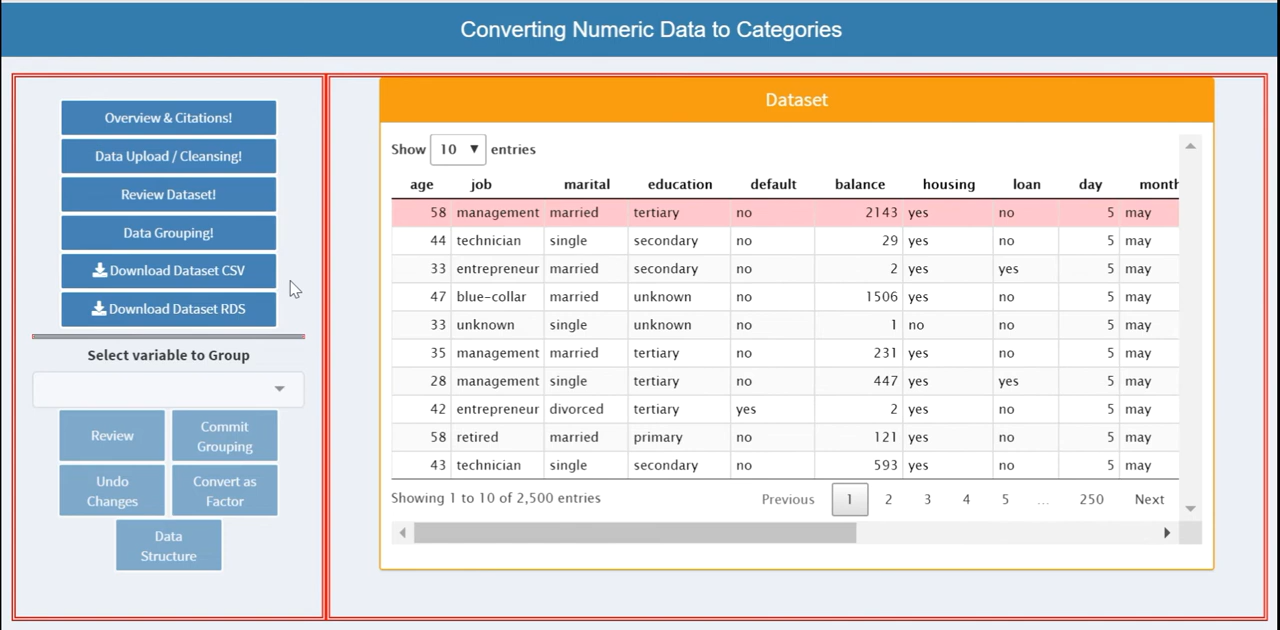 Converting Numeric Data to Categories
Overview & Citations!
Data Upload / Cleansing!
Review Dataset!
Data Grouping!
Download Dataset CSV
Download Dataset RDS
Select variable to Group
Review
Commit
Grouping
Undo
Changes
Convert as
Factor
Data
Structure
Dataset
Show 10 entries
age job marital education default balance housing loan day month
58 management married tertiary no 2143 yes no 5 may
44 technician single secondary no 29 yes no 5 may
33 entrepreneur married secondary no 2 yes yes 5 may
47 blue-collar married unknown no 1506 yes no 5 may
33 unknown single unknown no 1 no no 5 may
35 management married tertiary no 231 yes no 5 may
28 management single tertiary no 447 yes yes 5 may
42 entrepreneur divorced tertiary yes 2 yes no 5 may
58 retired married primary no 121 yes no 5 may
43 technician single secondary no 593 yes no 5 may
Showing 1 to 10 of 2,500 entries Previous 1 2 3 4 5 ... 250 Next